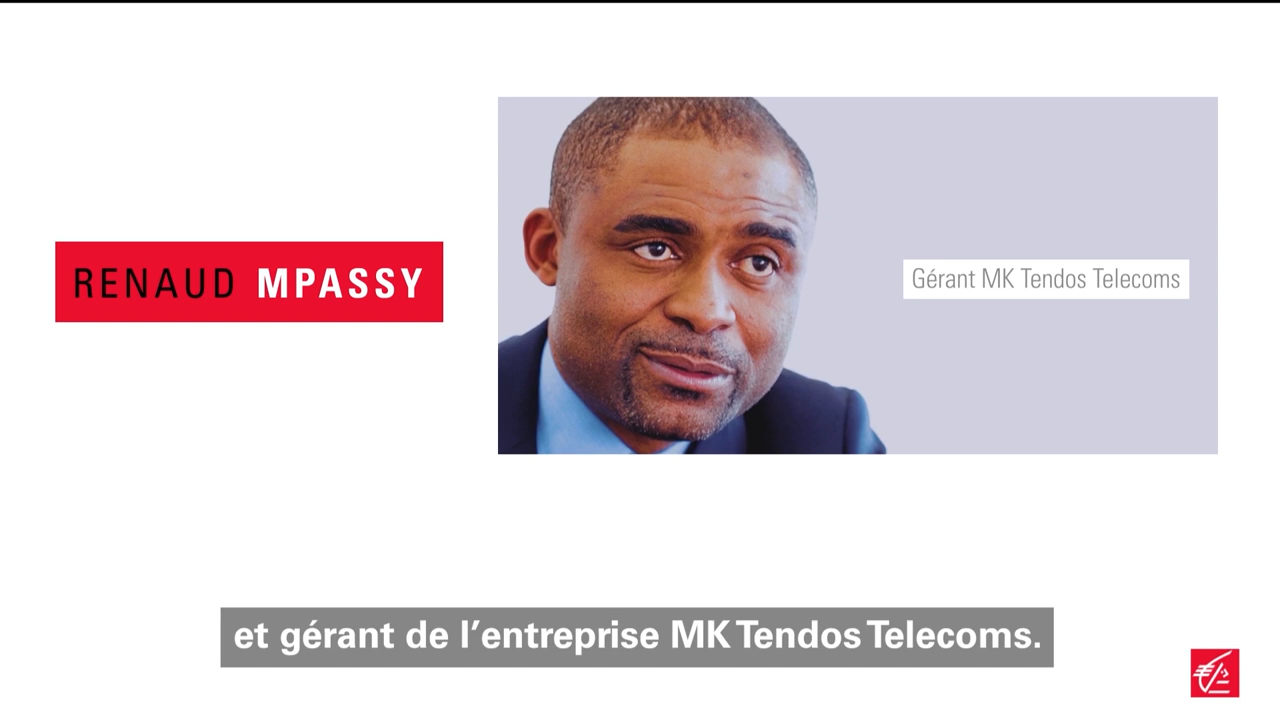 RENAUD MPASSY
Gérant MK Tendos Telecoms
et gérant de l’entreprise MK Tendos Telecoms.